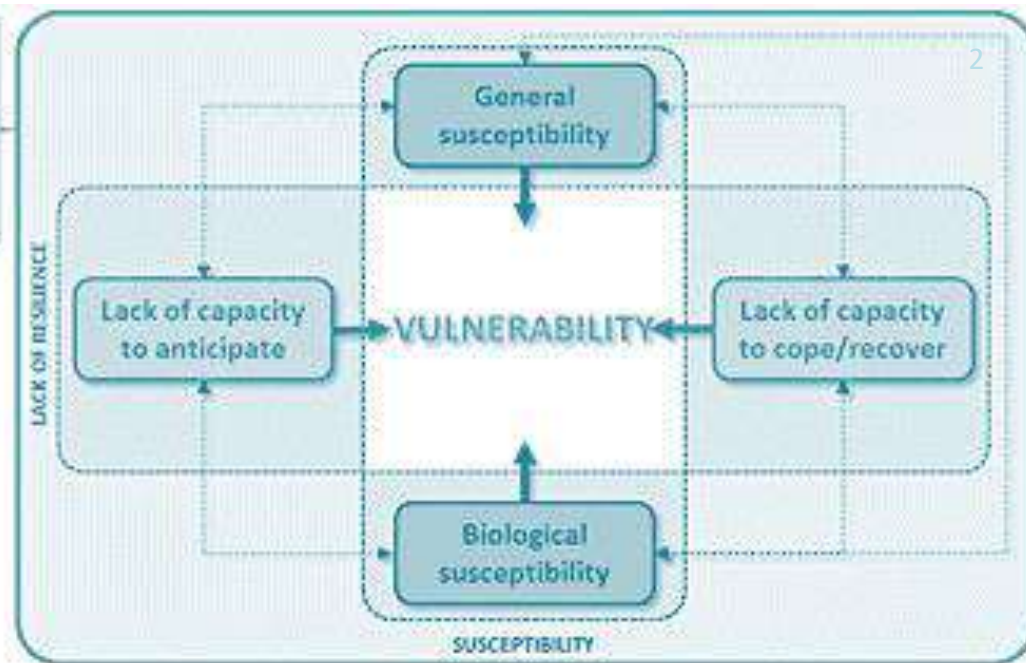 2
General
susceptibility
LACK OF RESILIENCE
Lack of capacity
to anticipate
VULNERABILITY
Lack of capacity
to cope/recover
Biological
susceptibility
SUSCEPTIBILITY